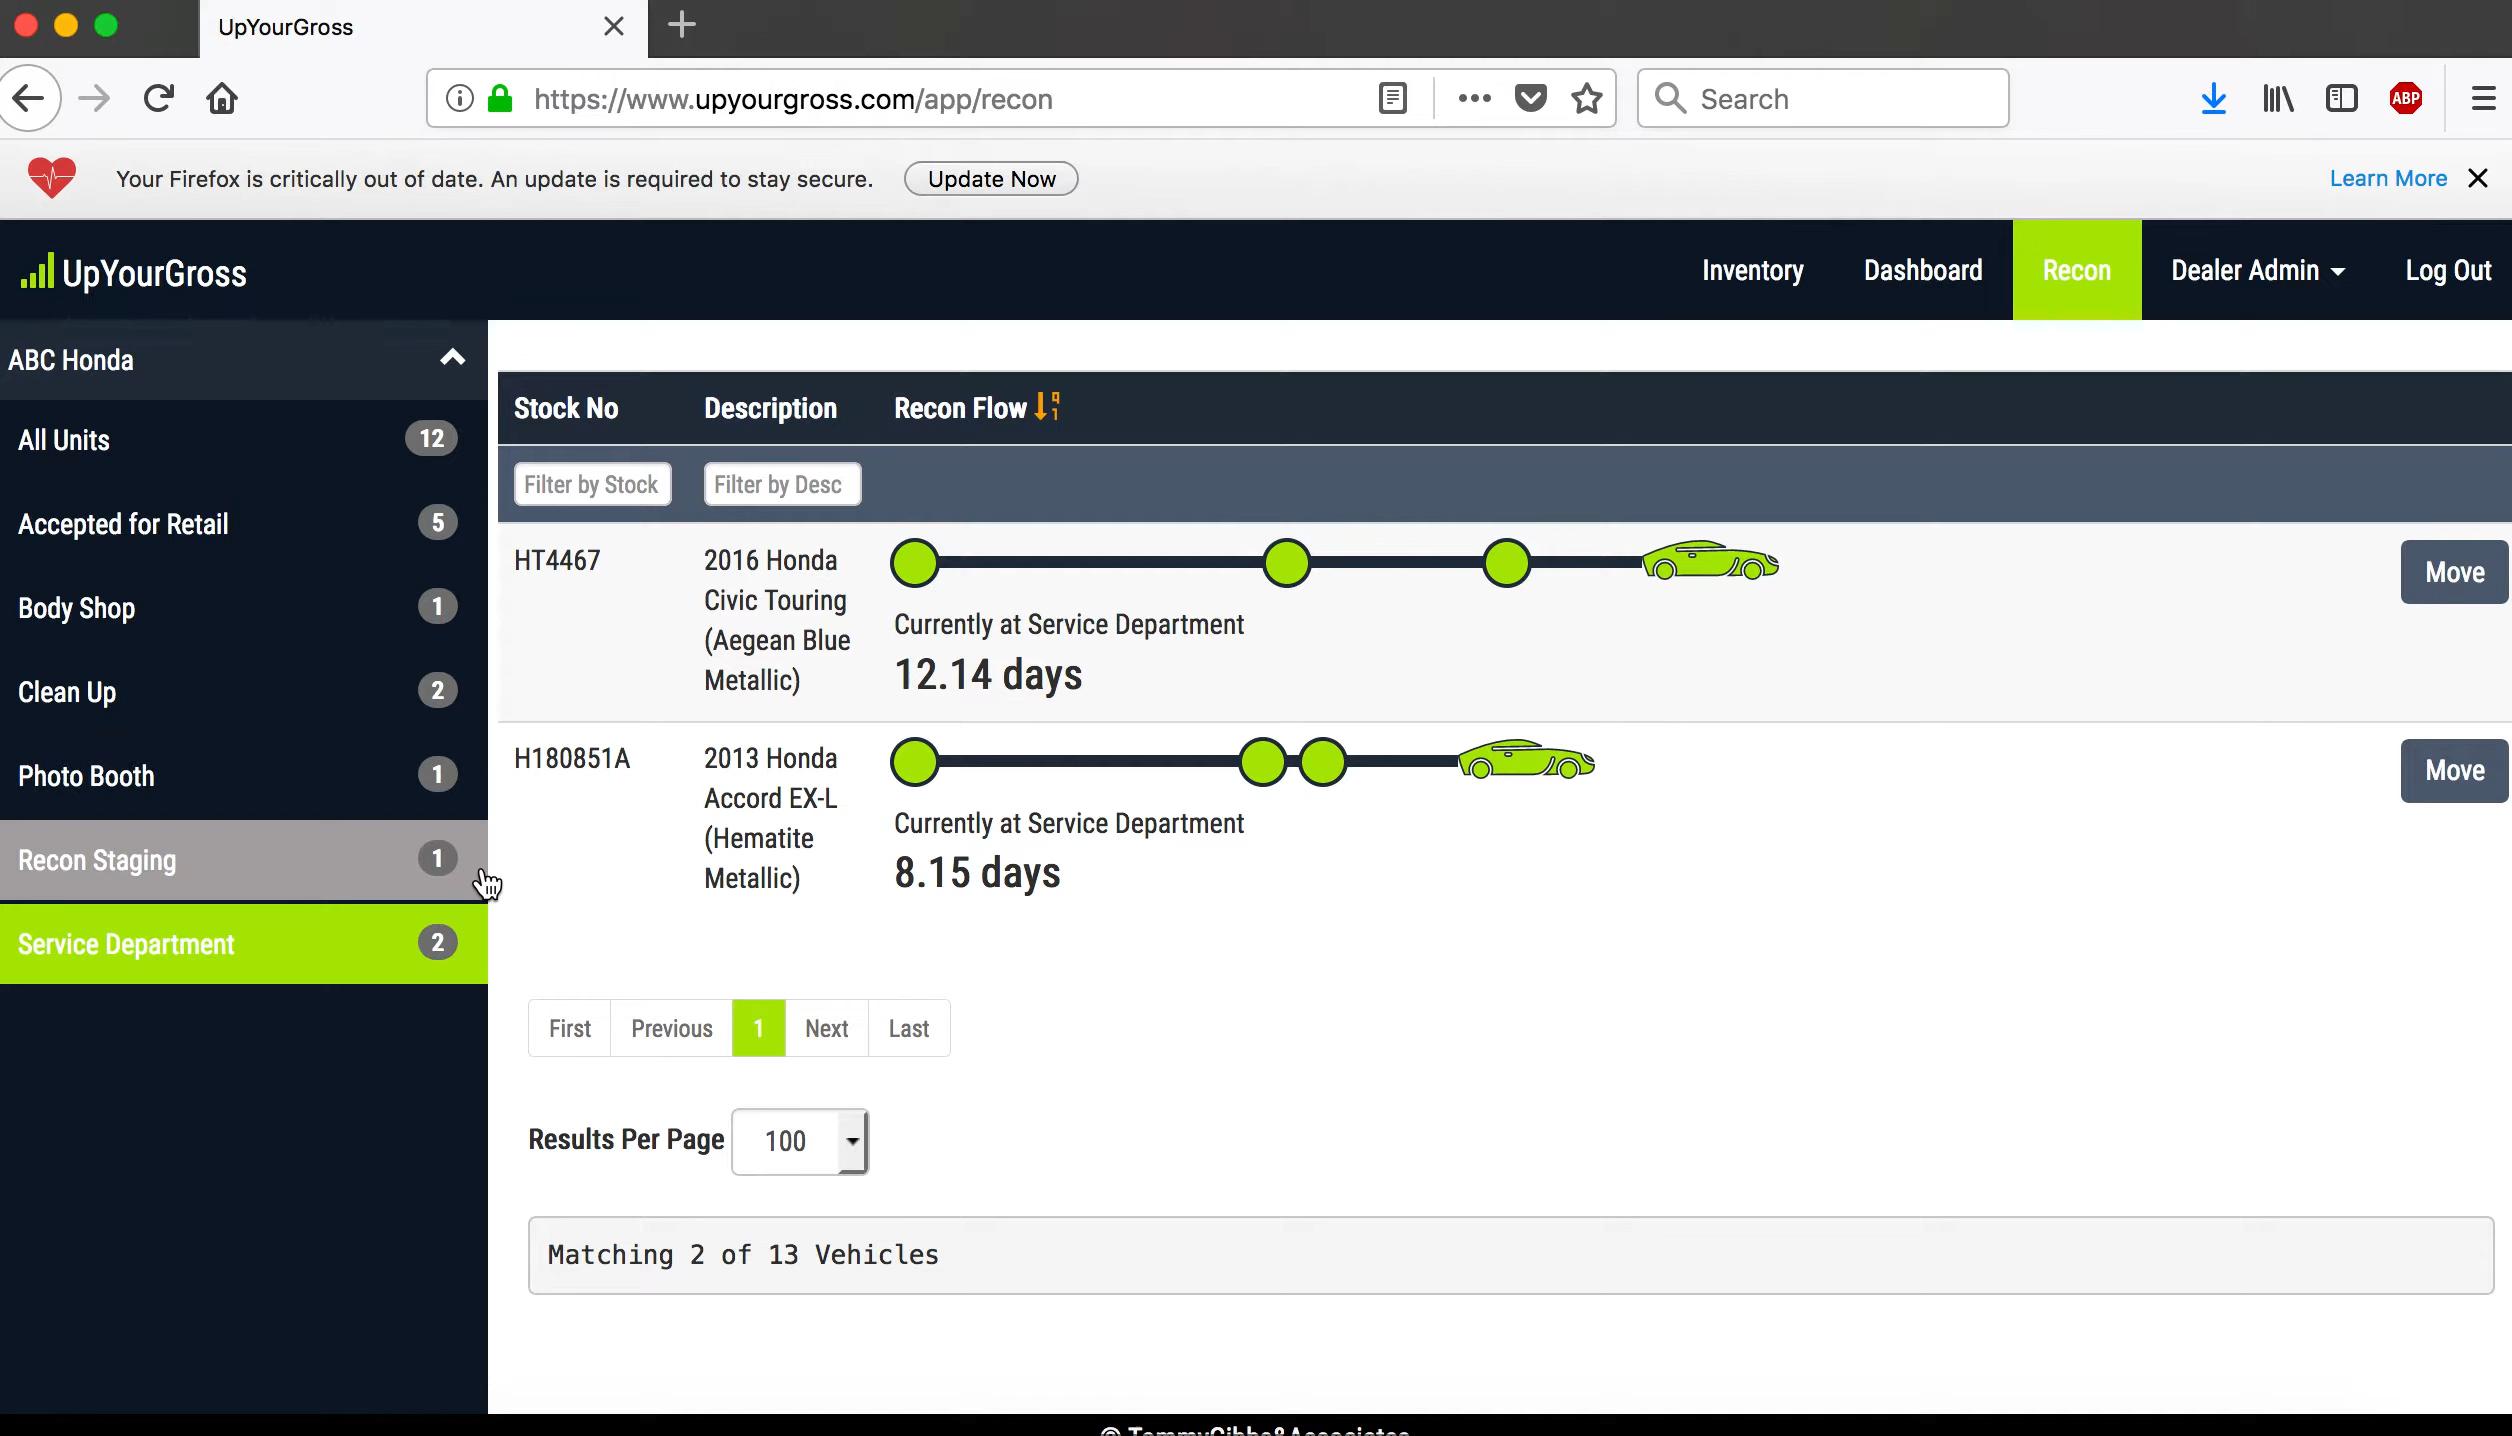 UpYourGross
https://www.upyourgross.com/app/recon
Search
ABP
Your Firefox is critically out of date. An update is required to stay secure.
Update Now
Learn More
UpYourGross
Inventory
Dashboard
Recon
Dealer Admin
Log Out
ABC Honda
All Units 12
Accepted for Retail 5
Body Shop 1
Clean Up 2
Photo Booth 1
Recon Staging 1
Service Department 2
Stock No Description Recon Flow
Filter by Stock Filter by Desc
HT4467
2016 Honda
Civic Touring
(Aegean Blue
Metallic)
Currently at Service Department
12.14 days
Move
H180851A
2013 Honda
Accord EX-L
(Hematite
Metallic)
Currently at Service Department
8.15 days
Move
First Previous 1 Next Last
Results Per Page 100
Matching 2 of 13 Vehicles